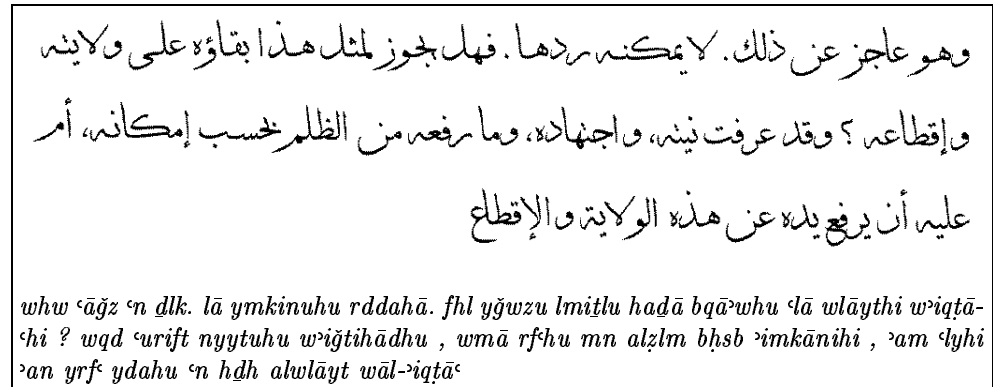 وهو عاجز عن ذلك. لا يمكنه ردها. فهل يجوز لمثل هذا بقاؤه على ولايته
وإقطاعه ؟ وقد عرفت نيته، واجتهاده، وما رفعه من الظلم بحسب إمكانه، أم
عليه أن يرفع يده عن هذه الولاية والإقطاع
whw ʿāǧz ʿn ḏlk. lā ymkinuhu rddahā. fhl yǧwzu lmiṯlu haḏā bqāʾwhu ʿlā wlāythi wʾiqṭā-
ʿhi ? wqd ʿurift nyytuhu wʾiǧtihādhu , wmā rfʿhu mn alẓlm bḥsb ʾimkānihi , ʾam ʿlyhi
ʾan yrfʿ ydahu ʿn hḏh alwlāyt wāl-ʾiqṭāʿ